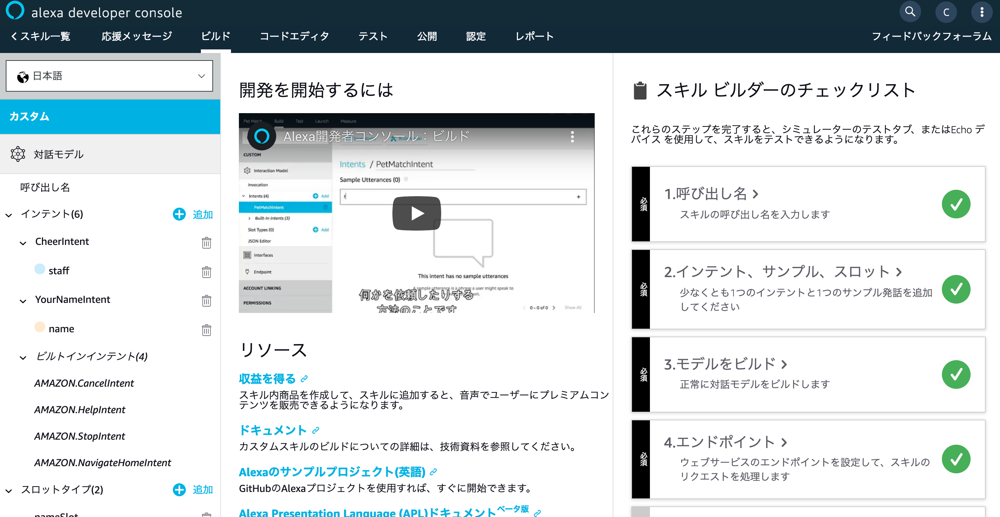 alexa developer console
C
スキル一覧 応援メッセージ ビルド コードエディタ テスト 公開 認定 レポート フィードバックフォーラム
日本語
カスタム
対話モデル
呼び出し名
インテント(6) 追加
CheerIntent
staff
YourNameIntent
name
ビルトインインテント(4)
AMAZON.CancelIntent
AMAZON.HelpIntent
AMAZON.StopIntent
AMAZON.NavigateHomeIntent
スロットタイプ(2) 追加
nameSlot
開発を開始するには
Pet Match Build Test Launch Measure
Alexa開発者コンソール：ビルド
CUSTOM
Interaction Model
Invocation
Intents (4) Add
PetMatchIntent
Built-In Intents (3)
Slot Types (0) Add
JSON Editor
Interfaces
Endpoint
ACCOUNT LINKING
PERMISSIONS
Intents / PetMatchIntent
Sample Utterances (0)
This intent has no sample utterances
A sample utterance is a phrase a user might speak to
何かを依頼したりする
方法のことです
0 – 0 of 0 Show All
リソース
収益を得る
スキル内商品を作成して、スキルに追加すると、音声でユーザーにプレミアムコン
テンツを販売できるようになります。
ドキュメント
カスタムスキルのビルドについての詳細は、技術資料を参照してください。
Alexaのサンプルプロジェクト(英語)
GitHubのAlexaプロジェクトを使用すれば、すぐに開始できます。
Alexa Presentation Language (APL)ドキュメントベータ版
スキル ビルダーのチェックリスト
これらのステップを完了すると、シミュレーターのテストタブ、またはEcho デ
バイス を使用して、スキルをテストできるようになります。
必須
1.呼び出し名
スキルの呼び出し名を入力します
必須
2.インテント、サンプル、スロット
少なくとも1つのインテントと1つのサンプル発話を追加
してください
必須
3.モデルをビルド
正常に対話モデルをビルドします
必須
4.エンドポイント
ウェブサービスのエンドポイントを設定して、スキルの
リクエストを処理します